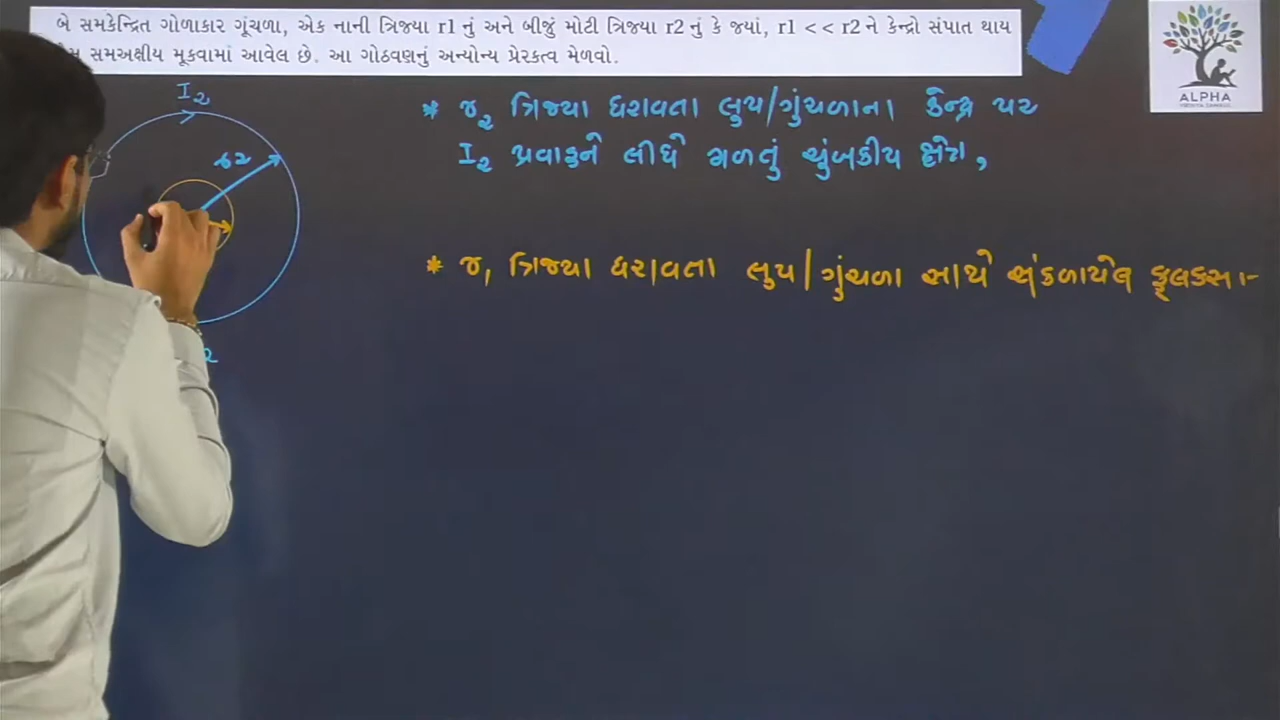 બે સમકેન્દ્રિત ગોળાકાર ગૂંચળા, એક નાની ત્રિજ્યા r1 નું અને બીજું મોટી ત્રિજ્યા r2 નું કે જ્યાં, r1 << r2 ને કેન્દ્રો સંપાત થાય
સમઅક્ષીય મૂકવામાં આવેલ છે. આ ગોઠવણનું અન્યોન્ય પ્રેરકત્વ મેળવો.
ALPHA
I₂
r₂
* r₂ ત્રિજ્યા ધરાવતા લુપ/ગુંચળાના કેન્દ્ર પર
I₂ પ્રવાહને લીધે મળતું ચુંબકીય ક્ષેત્ર,
* r₁ ત્રિજ્યા ધરાવતા લુપ/ગુંચળા સાથે સંકળાયેલ ફ્લક્સ :-
2